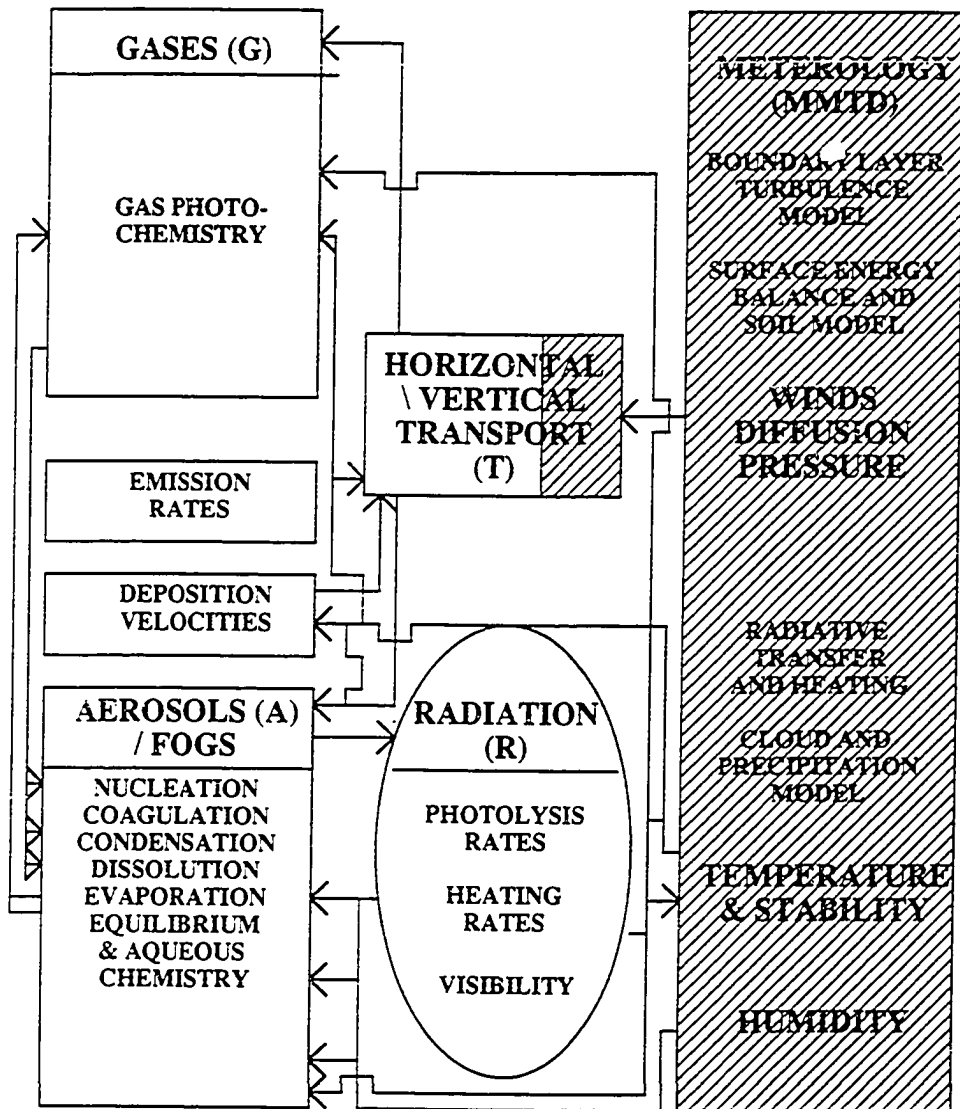 GASES (G)
GAS PHOTO-
CHEMISTRY
EMISSION
RATES
DEPOSITION
VELOCITIES
AEROSOLS (A)
/ FOGS
NUCLEATION
COAGULATION
CONDENSATION
DISSOLUTION
EVAPORATION
EQUILIBRIUM
& AQUEOUS
CHEMISTRY
HORIZONTAL
\ VERTICAL
TRANSPORT
(T)
RADIATION
(R)
PHOTOLYSIS
RATES
HEATING
RATES
VISIBILITY
METEROLOGY
(MMTD)
BOUNDARY LAYER
TURBULENCE
MODEL
SURFACE ENERGY
BALANCE AND
SOIL MODEL
WINDS
DIFFUSION
PRESSURE
RADIATIVE
TRANSFER
AND HEATING
CLOUD AND
PRECIPITATION
MODEL
TEMPERATURE
& STABILITY
HUMIDITY